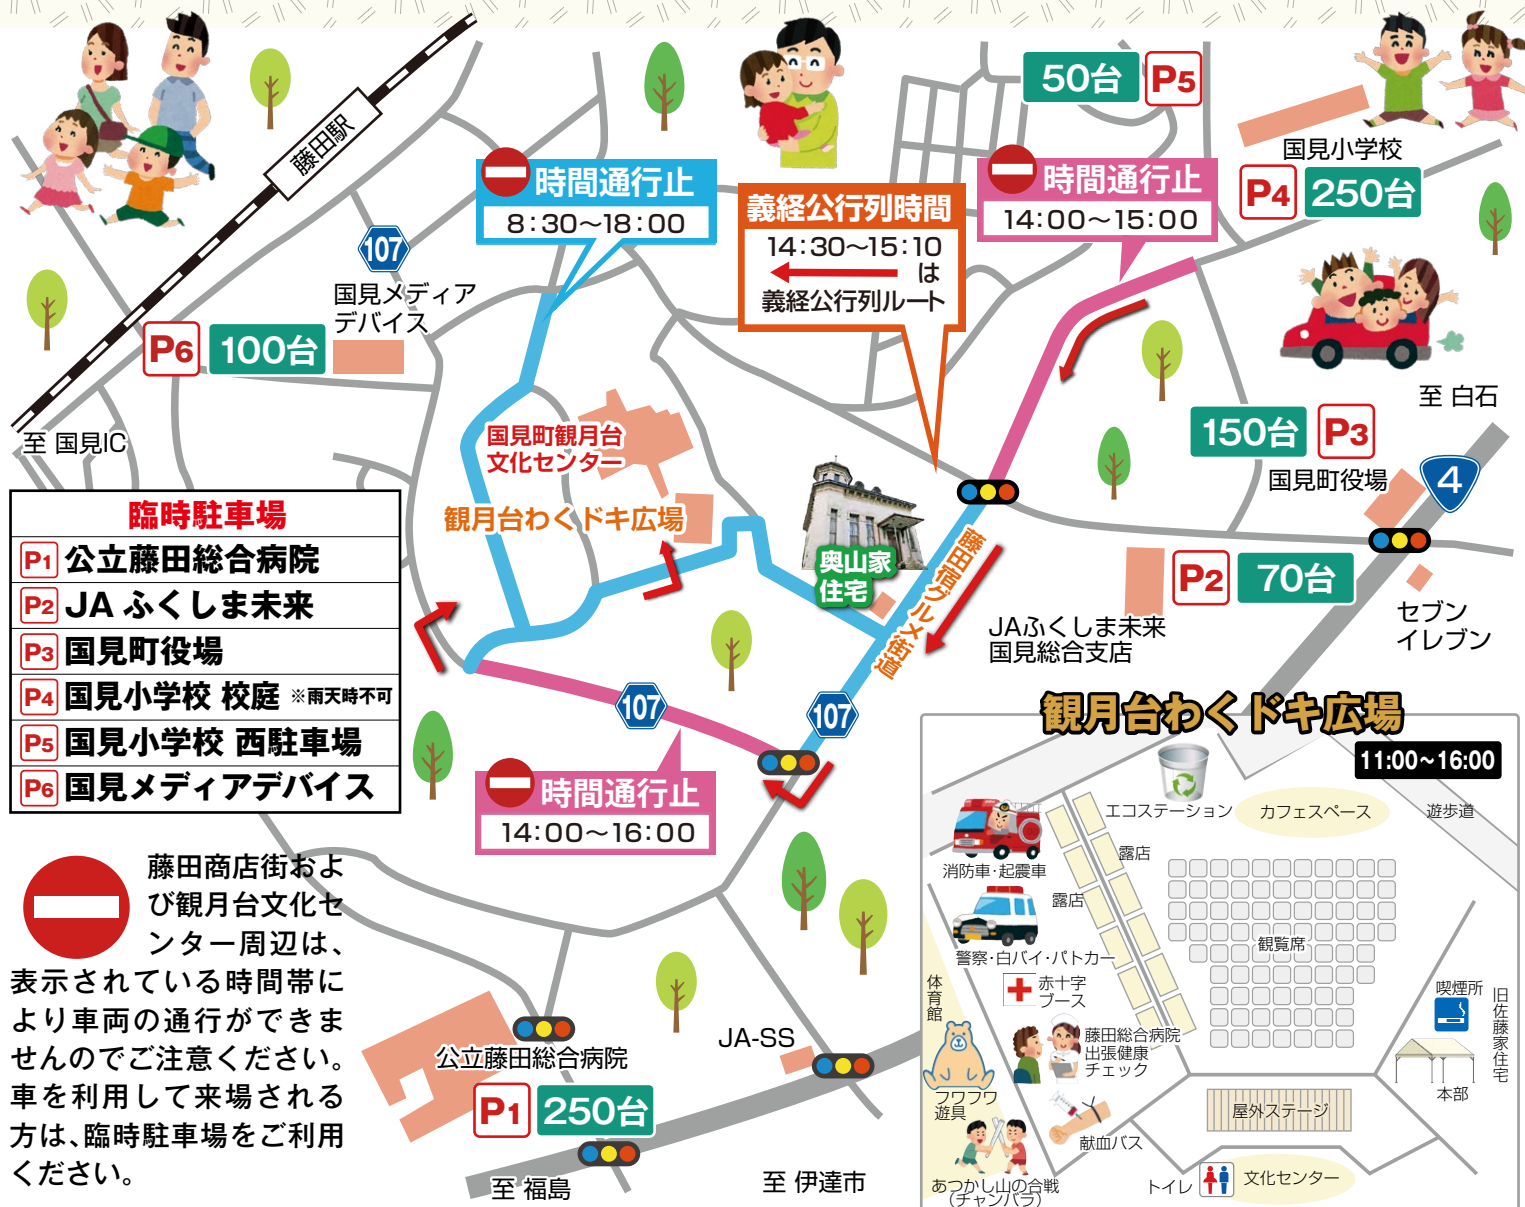 藤田駅
107
国見メディア
デバイス
P6 100台
至 国見IC
時間通行止
8:30～18:00
義経公行列時間
14:30～15:10
は
義経公行列ルート
時間通行止
14:00～15:00
50台 P5
国見小学校
P4 250台
至 白石
150台 P3
国見町役場
4
P2 70台
JAふくしま未来
国見総合支店
セブン
イレブン
国見町観月台
文化センター
観月台わくドキ広場
奥山家
住宅
藤田宿グルメ街道
107
107
時間通行止
14:00～16:00
臨時駐車場
P1 公立藤田総合病院
P2 JA ふくしま未来
P3 国見町役場
P4 国見小学校 校庭 ※雨天時不可
P5 国見小学校 西駐車場
P6 国見メディアデバイス
藤田商店街およ
び観月台文化セ
ンター周辺は、
表示されている時間帯に
より車両の通行ができま
せんのでご注意ください。
車を利用して来場される
方は、臨時駐車場をご利用
ください。
公立藤田総合病院
P1 250台
JA-SS
至 福島
至 伊達市
観月台わくドキ広場
11:00~16:00
エコステーション
カフェスペース
遊歩道
消防車・起震車
露店
露店
警察・白バイ・パトカー
観覧席
赤十字
ブース
体育館
藤田総合病院
出張健康
チェック
喫煙所
旧佐藤家住宅
本部
フワフワ
遊具
献血バス
屋外ステージ
あつかし山の合戦
(チャンバラ)
トイレ
文化センター